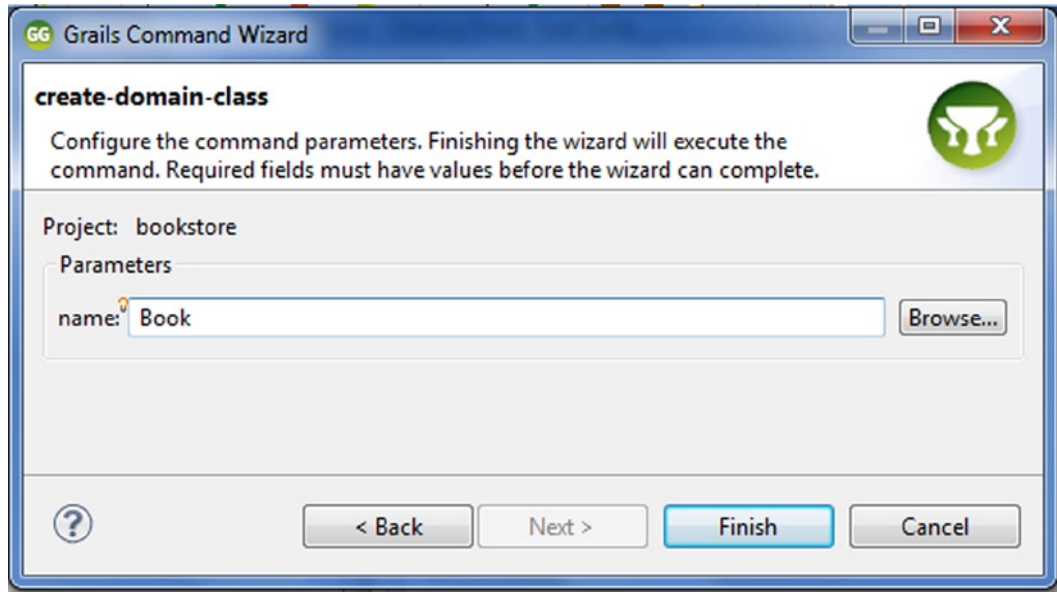 GG Grails Command Wizard
create-domain-class
Configure the command parameters. Finishing the wizard will execute the
command. Required fields must have values before the wizard can complete.
Project: bookstore
Parameters
name: Book Browse...
? < Back Next > Finish Cancel